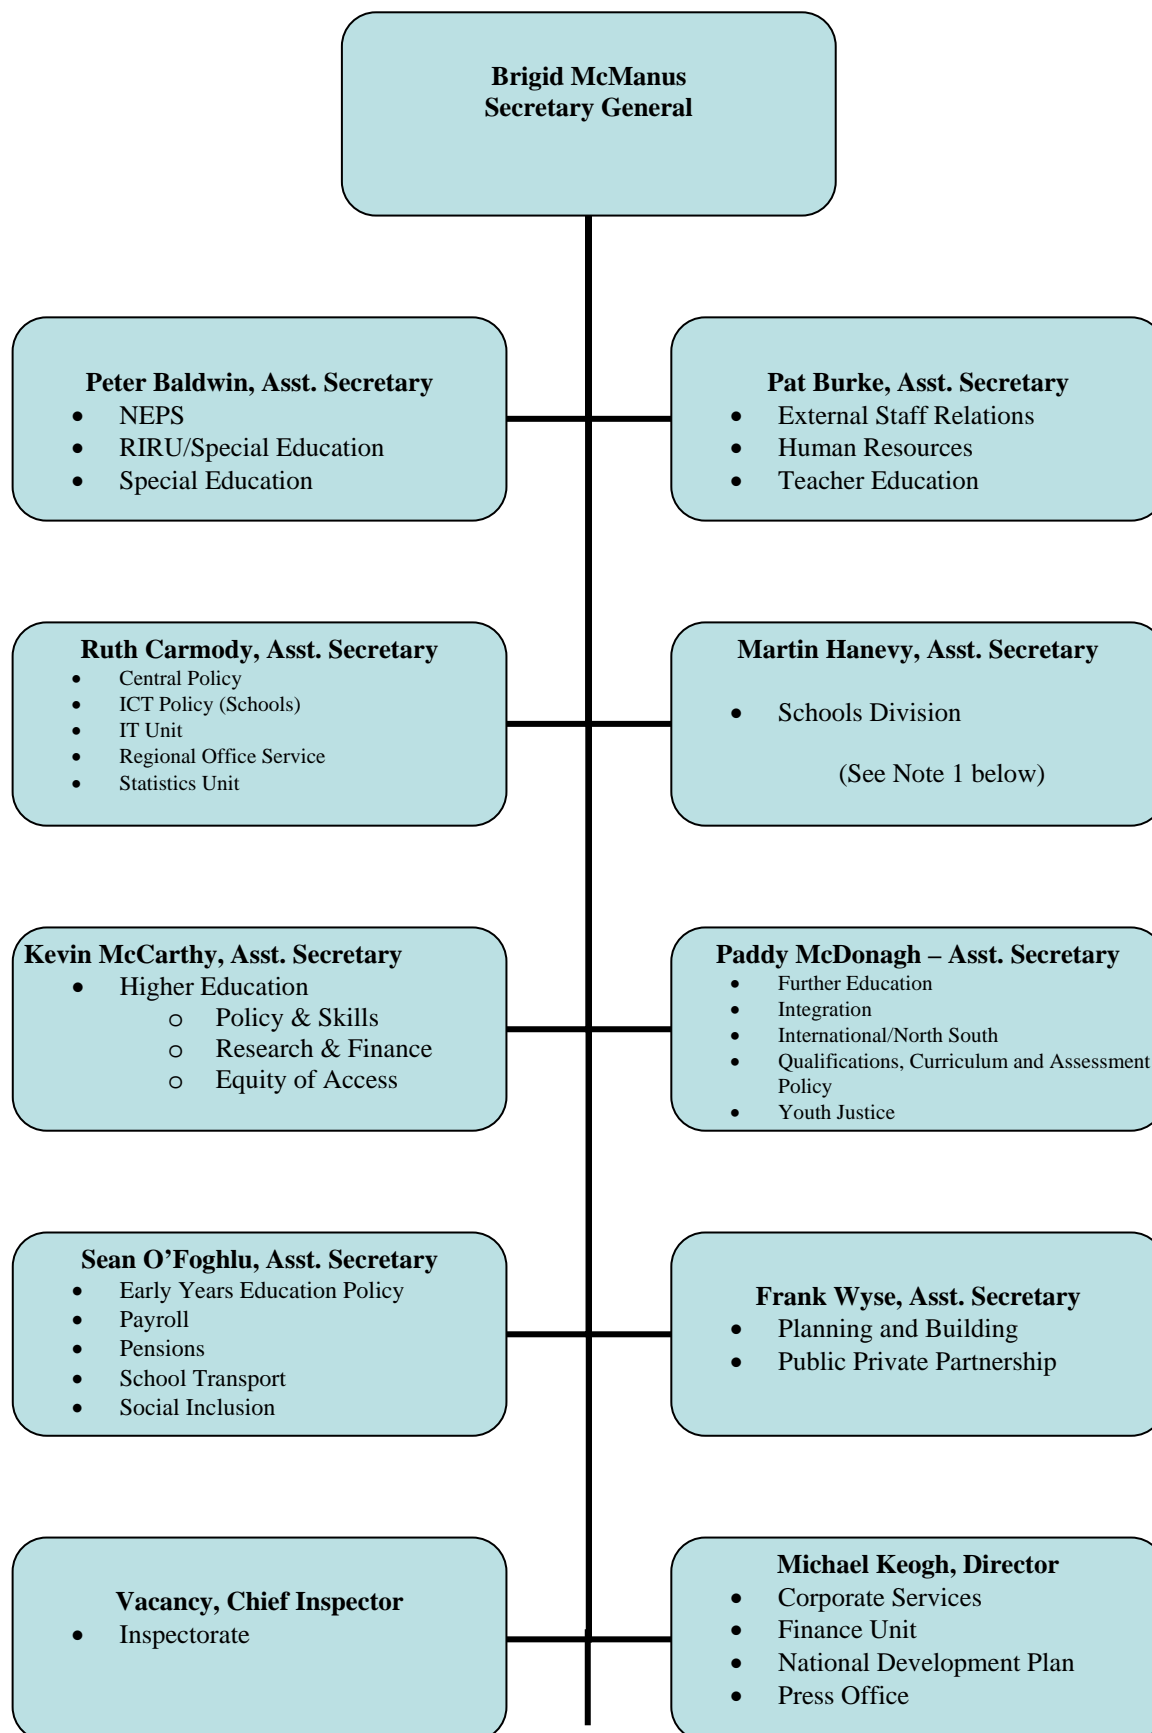 Brigid McManus
Secretary General
Peter Baldwin, Asst. Secretary
• NEPS
• RIRU/Special Education
• Special Education
Pat Burke, Asst. Secretary
• External Staff Relations
• Human Resources
• Teacher Education
Ruth Carmody, Asst. Secretary
• Central Policy
• ICT Policy (Schools)
• IT Unit
• Regional Office Service
• Statistics Unit
Martin Hanevy, Asst. Secretary
• Schools Division
(See Note 1 below)
Kevin McCarthy, Asst. Secretary
• Higher Education
o Policy & Skills
o Research & Finance
o Equity of Access
Paddy McDonagh – Asst. Secretary
• Further Education
• Integration
• International/North South
• Qualifications, Curriculum and Assessment
Policy
• Youth Justice
Sean O’Foghlu, Asst. Secretary
• Early Years Education Policy
• Payroll
• Pensions
• School Transport
• Social Inclusion
Frank Wyse, Asst. Secretary
• Planning and Building
• Public Private Partnership
Vacancy, Chief Inspector
• Inspectorate
Michael Keogh, Director
• Corporate Services
• Finance Unit
• National Development Plan
• Press Office